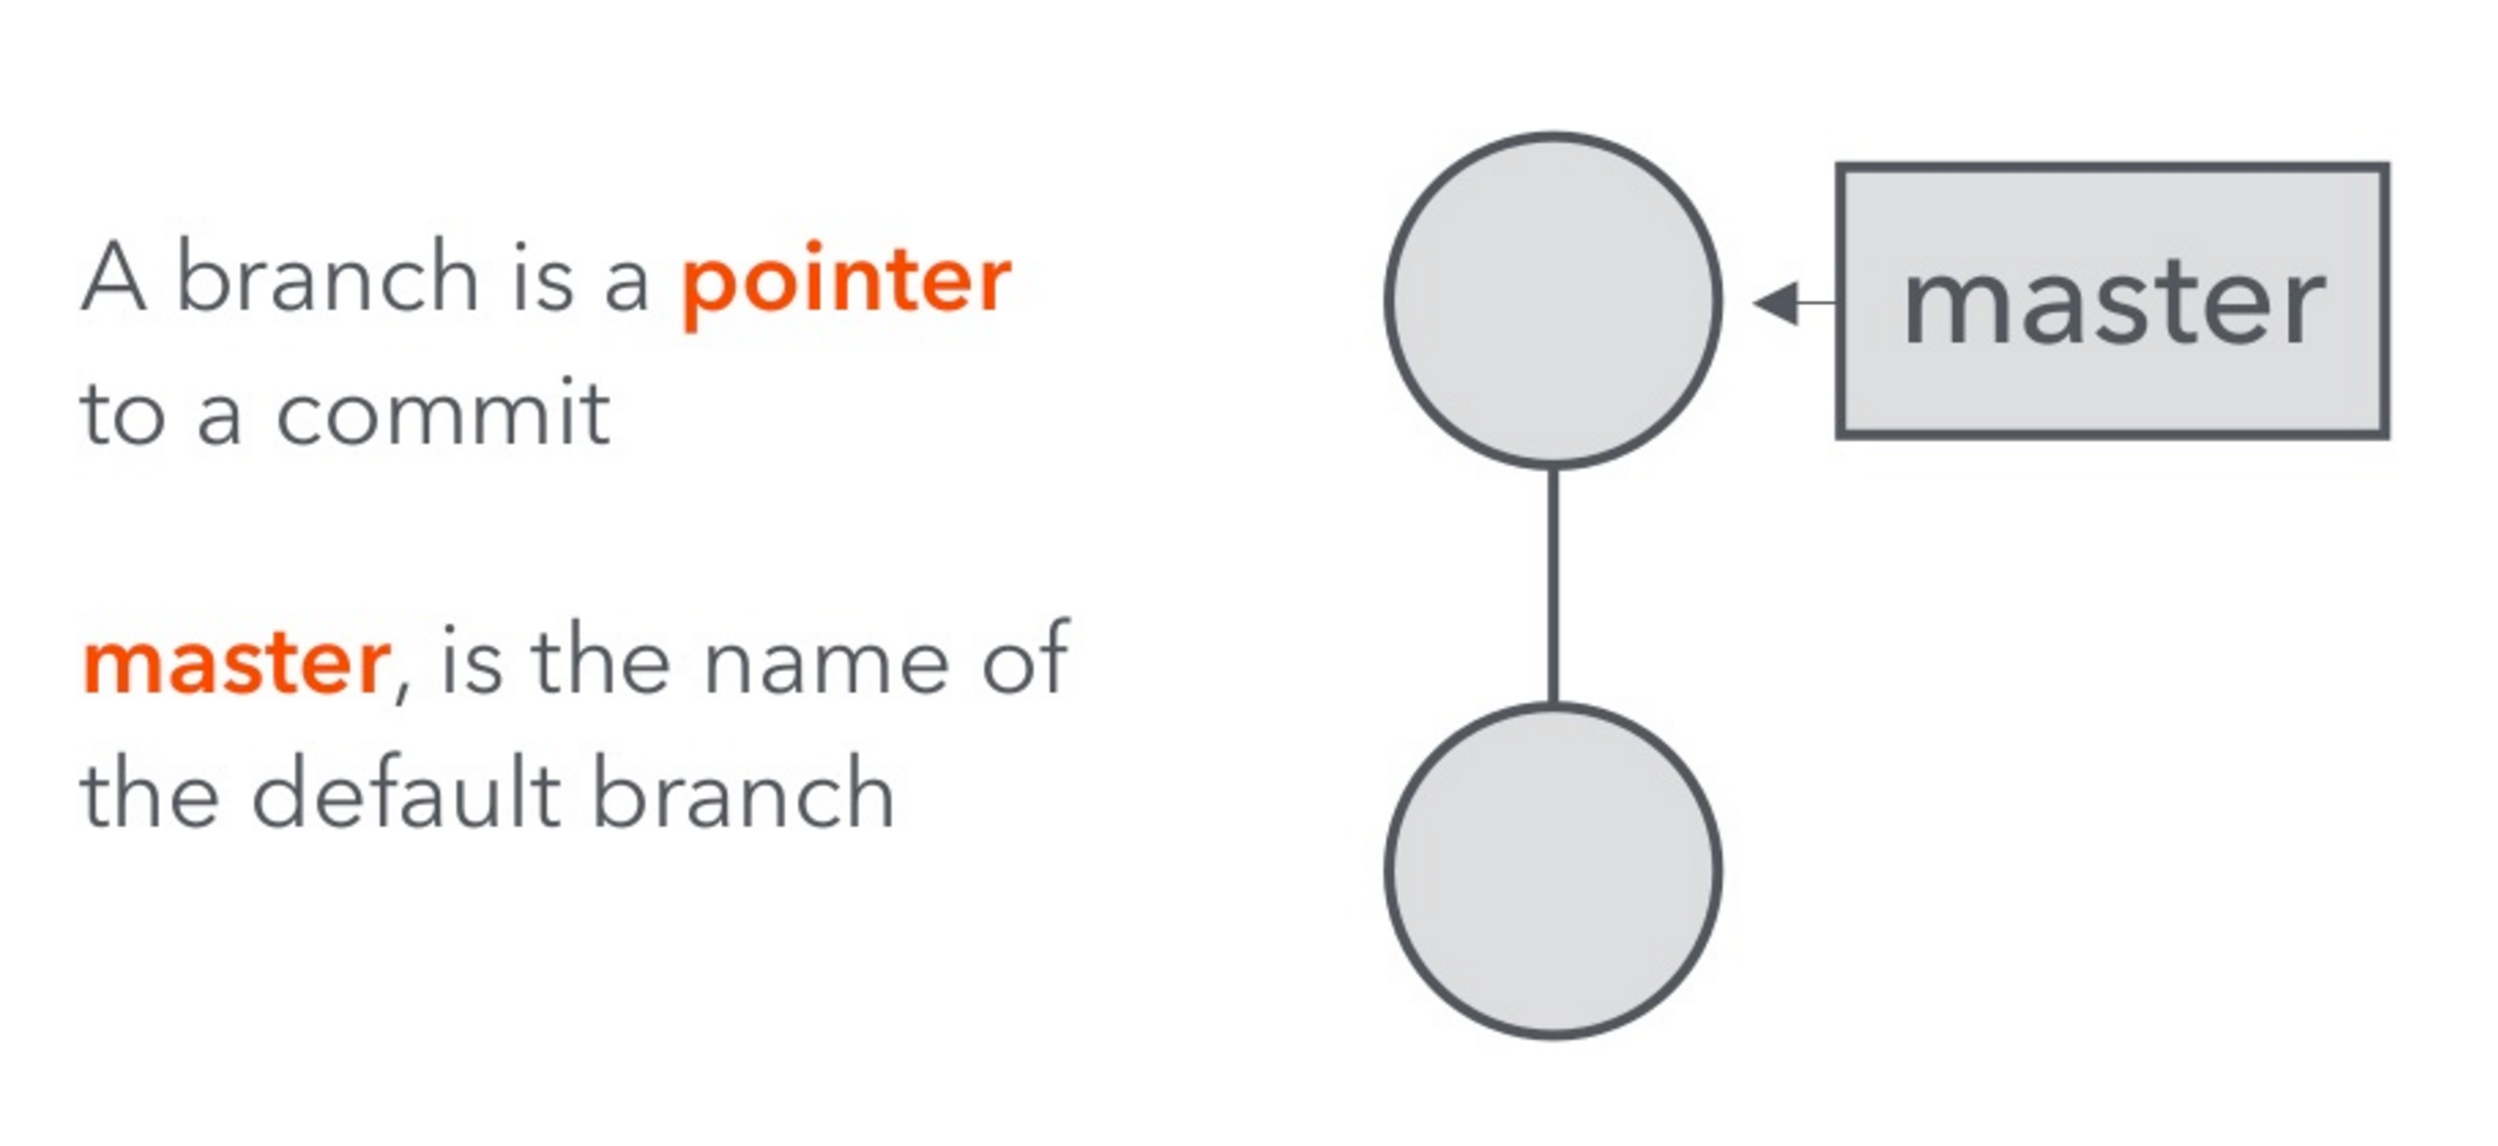 A branch is a pointer
to a commit
master, is the name of
the default branch
master